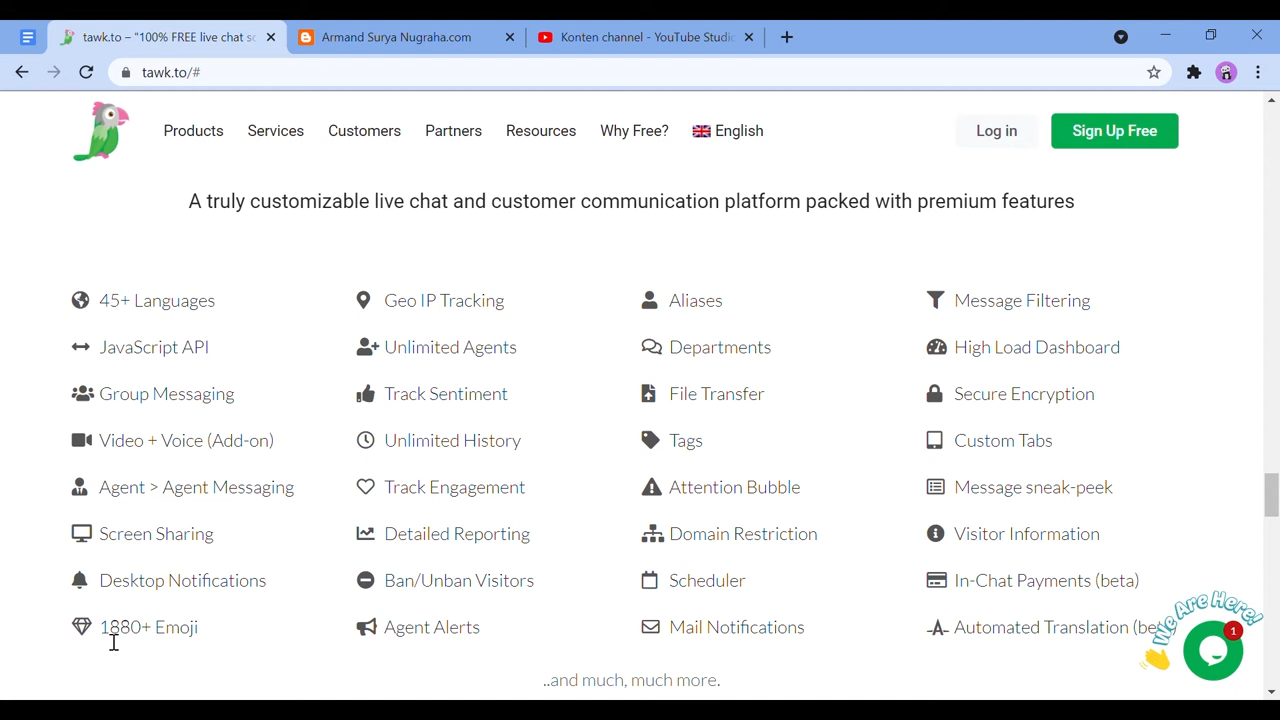 tawk.to – "100% FREE live chat so
Armand Surya Nugraha.com
Konten channel - YouTube Studio
tawk.to/#
Products Services Customers Partners Resources Why Free? English Log in Sign Up Free
A truly customizable live chat and customer communication platform packed with premium features
45+ Languages Geo IP Tracking Aliases Message Filtering
JavaScript API Unlimited Agents Departments High Load Dashboard
Group Messaging Track Sentiment File Transfer Secure Encryption
Video + Voice (Add-on) Unlimited History Tags Custom Tabs
Agent > Agent Messaging Track Engagement Attention Bubble Message sneak-peek
Screen Sharing Detailed Reporting Domain Restriction Visitor Information
Desktop Notifications Ban/Unban Visitors Scheduler In-Chat Payments (beta)
1880+ Emoji Agent Alerts Mail Notifications Automated Translation (be
We Are Here!
1
..and much, much more.